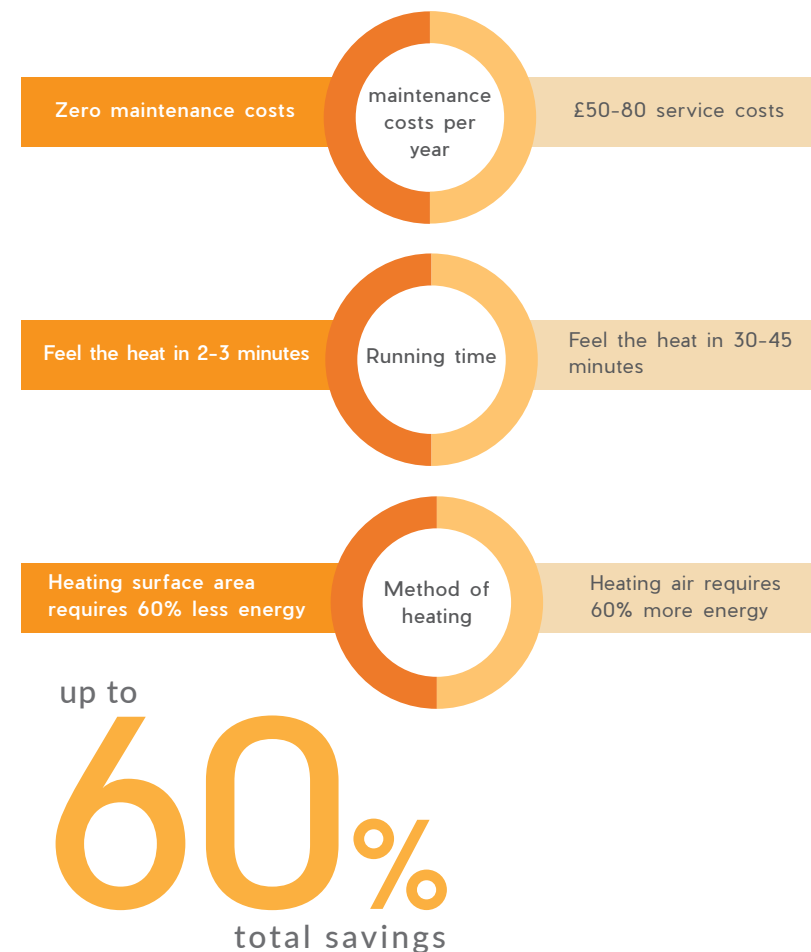 Zero maintenance costs
maintenance
costs per
year
£50-80 service costs
Feel the heat in 2-3 minutes
Running time
Feel the heat in 30-45
minutes
Heating surface area
requires 60% less energy
Method of
heating
Heating air requires
60% more energy
up to
60%
total savings